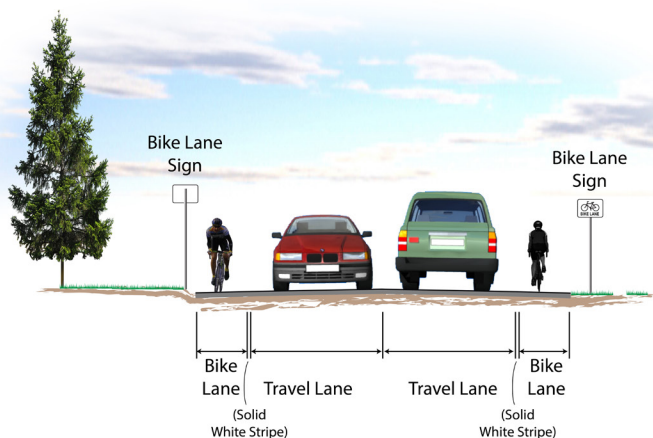 Bike Lane
Sign
Bike Lane
Sign
BIKE LANE
Bike
Lane
Travel Lane
Travel Lane
Bike
Lane
(Solid
White Stripe)
(Solid
White Stripe)